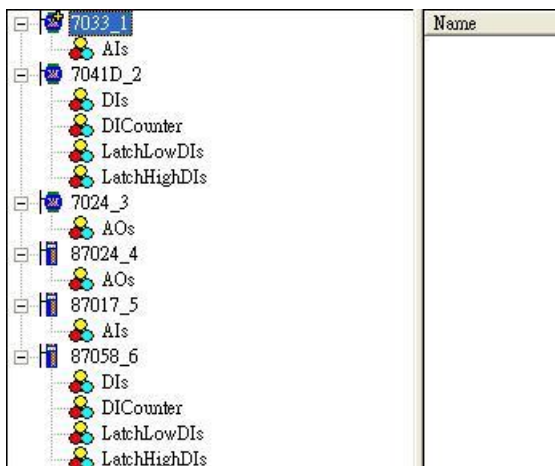 7033_1
AIs
7041D_2
DIs
DICounter
LatchLowDIs
LatchHighDIs
7024_3
AOs
87024_4
AOs
87017_5
AIs
87058_6
DIs
DICounter
LatchLowDIs
LatchHighDIs
Name